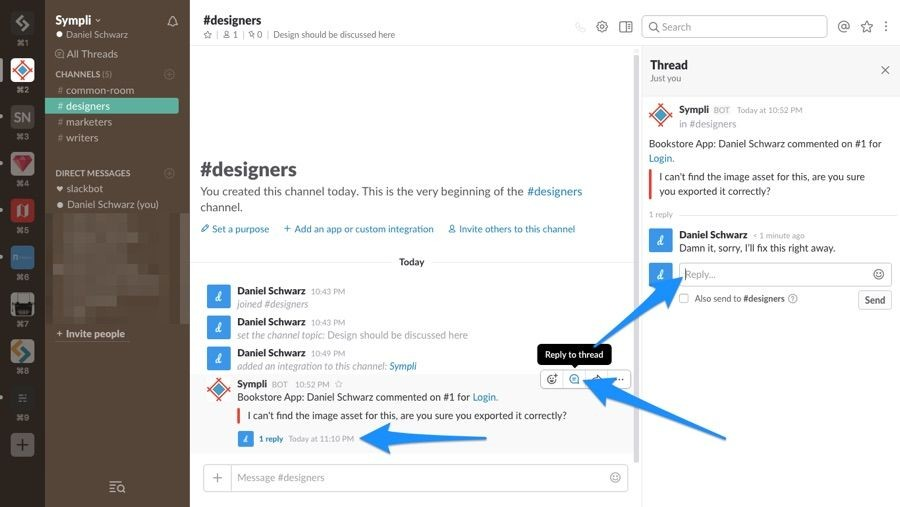 ⌘1
⌘2
SN
⌘3
⌘4
⌘5
⌘6
⌘7
⌘8
⌘9
Sympli
Daniel Schwarz
All Threads
CHANNELS (5)
# common-room
# designers
# marketers
# writers
DIRECT MESSAGES
slackbot
Daniel Schwarz (you)
+ Invite people
#designers
1 | 0 | Design should be discussed here
Search
#designers
You created this channel today. This is the very beginning of the #designers
channel.
Set a purpose + Add an app or custom integration Invite others to this channel
Today
Daniel Schwarz 10:43 PM
joined #designers
Daniel Schwarz 10:43 PM
set the channel topic: Design should be discussed here
Daniel Schwarz 10:49 PM
added an integration to this channel: Sympli
Reply to thread
Sympli BOT 10:52 PM
Bookstore App: Daniel Schwarz commented on #1 for Login.
I can't find the image asset for this, are you sure you exported it correctly?
1 reply Today at 11:10 PM
+ Message #designers
Thread
Just you
Sympli BOT Today at 10:52 PM
in #designers
Bookstore App: Daniel Schwarz commented on #1 for
Login.
I can't find the image asset for this, are you sure
you exported it correctly?
1 reply
Daniel Schwarz < 1 minute ago
Damn it, sorry, I'll fix this right away.
Reply...
Also send to #designers
Send